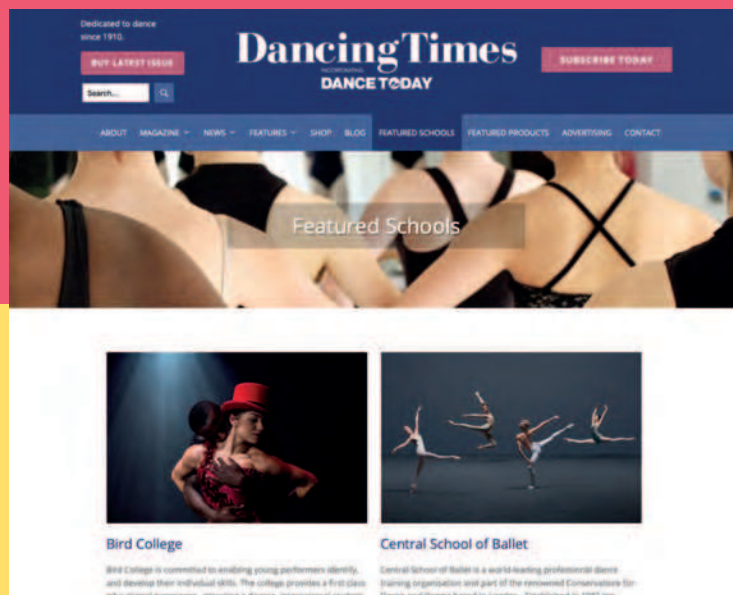 Dedicated to dance
since 1910.
BUY LATEST ISSUE
Search...
DancingTimes
INCORPORATING
DANCE TODAY
SUBSCRIBE TODAY
ABOUT MAGAZINE NEWS FEATURES SHOP BLOG FEATURED SCHOOLS FEATURED PRODUCTS ADVERTISING CONTACT
Featured Schools
Bird College
Bird College is committed to enabling young performers identify,
and develop their individual skills. The college provides a first class
Central School of Ballet
Central School of Ballet is a world-leading professional dance
training organisation and part of the renowned Conservatoire for